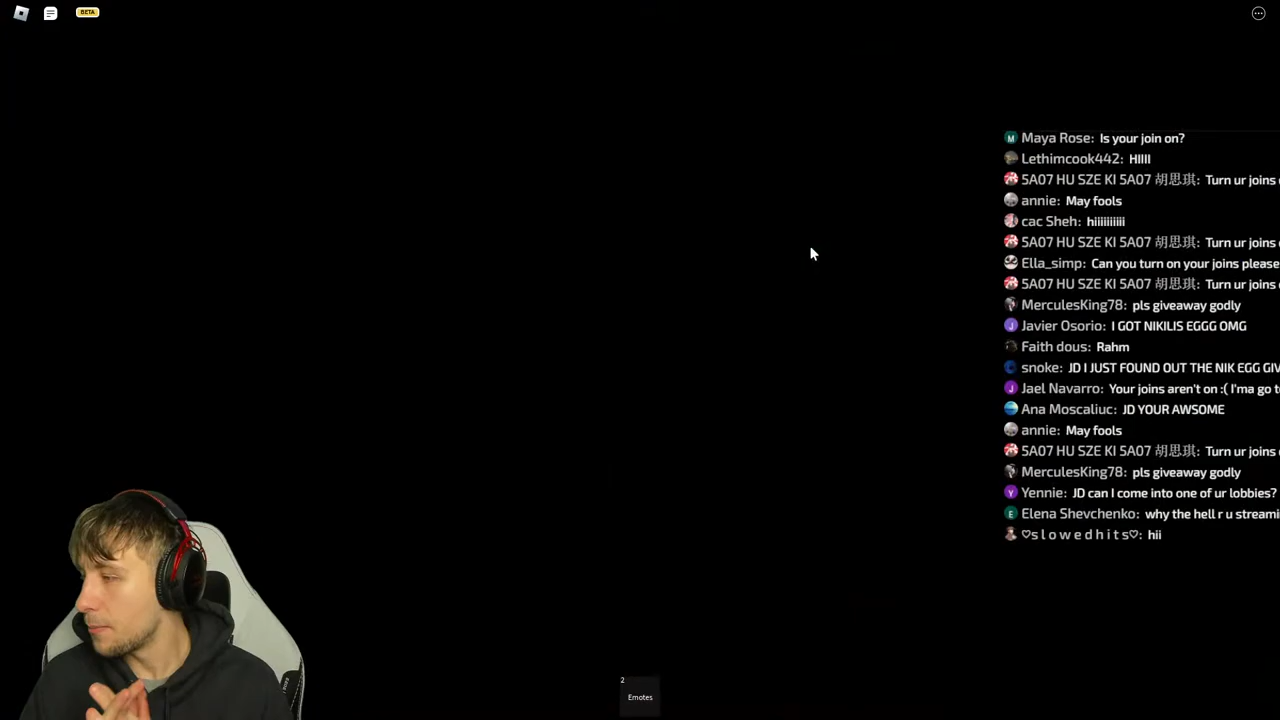 BETA
Maya Rose: Is your join on?
Lethimcook442: HIIII
5A07 HU SZE KI 5A07 胡思琪: Turn ur joins
annie: May fools
cac Sheh: hiiiiiiiiii
5A07 HU SZE KI 5A07 胡思琪: Turn ur joins
Ella_simp: Can you turn on your joins please
5A07 HU SZE KI 5A07 胡思琪: Turn ur joins
MerculesKing78: pls giveaway godly
Javier Osorio: I GOT NIKILIS EGGG OMG
Faith dous: Rahm
snoke: JD I JUST FOUND OUT THE NIK EGG GIV
Jael Navarro: Your joins aren't on :( I'ma go t
Ana Moscaliuc: JD YOUR AWSOME
annie: May fools
5A07 HU SZE KI 5A07 胡思琪: Turn ur joins
MerculesKing78: pls giveaway godly
Yennie: JD can I come into one of ur lobbies?
Elena Shevchenko: why the hell r u streami
♡s l o w e d h i t s♡: hii
2
Emotes